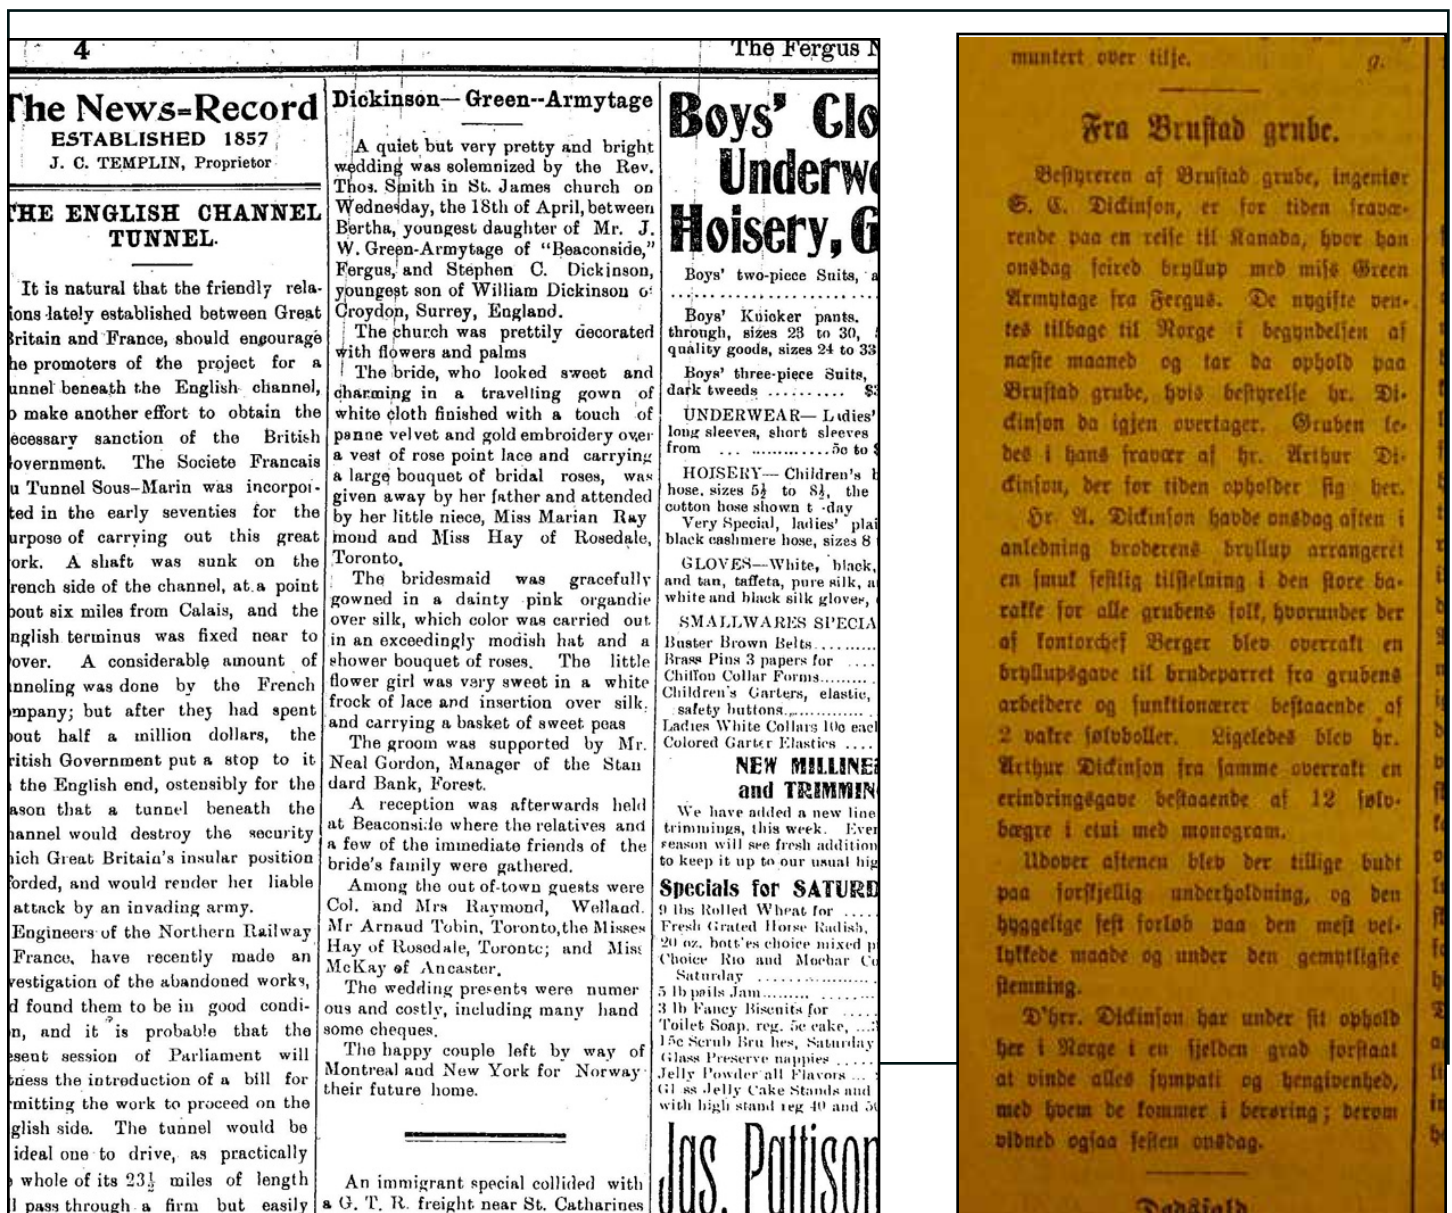 4
The Fergus N
The News=Record
ESTABLISHED 1857
J. C. TEMPLIN, Proprietor
THE ENGLISH CHANNEL
TUNNEL.
It is natural that the friendly rela-
ions lately established between Great
Britain and France, should engourage
he promoters of the project for a
unnel beneath the English channel,
o make another effort to obtain the
ecessary sanction of the British
overnment. The Societe Francais
u Tunnel Sous-Marin was incorpor-
ted in the early seventies for the
urpose of carrying out this great
ork. A shaft was sunk on the
rench side of the channel, at a point
bout six miles from Calais, and the
nglish terminus was fixed near to
over. A considerable amount of
nneling was done by the French
mpany; but after they had spent
out half a million dollars, the
ritish Government put a stop to it
the English end, ostensibly for the
ason that a tunnel beneath the
hannel would destroy the security
hich Great Britain's insular position
forded, and would render her liable
attack by an invading army.
Engineers of the Northern Railway
France, have recently made an
vestigation of the abandoned works,
d found them to be in good condi-
n, and it is probable that the
esent session of Parliament will
tness the introduction of a bill for
rmitting the work to proceed on the
glish side. The tunnel would be
ideal one to drive, as practically
whole of its 23½ miles of length
l pass through a firm but easily
Dickinson— Green--Armytage
A quiet but very pretty and bright
wedding was solemnized by the Rev.
Thos. Smith in St. James church on
Wednesday, the 18th of April, between
Bertha, youngest daughter of Mr. J.
W. Green-Armytage of "Beaconside,"
Fergus, and Stephen C. Dickinson,
youngest son of William Dickinson of
Croydon, Surrey, England.
The church was prettily decorated
with flowers and palms
The bride, who looked sweet and
charming in a travelling gown of
white cloth finished with a touch of
panne velvet and gold embroidery over
a vest of rose point lace and carrying
a large bouquet of bridal roses, was
given away by her father and attended
by her little niece, Miss Marian Ray
mond and Miss Hay of Rosedale,
Toronto.
The bridesmaid was gracefully
gowned in a dainty pink organdie
over silk, which color was carried out
in an exceedingly modish hat and a
shower bouquet of roses. The little
flower girl was very sweet in a white
frock of lace and insertion over silk
and carrying a basket of sweet peas
The groom was supported by Mr.
Neal Gordon, Manager of the Stan
dard Bank, Forest.
A reception was afterwards held
at Beaconside where the relatives and
a few of the immediate friends of the
bride's family were gathered.
Among the out of-town guests were
Col. and Mrs Raymond, Welland.
Mr Arnaud Tobin, Toronto, the Misses
Hay of Rosedale, Toronto; and Miss
McKay of Ancaster.
The wedding presents were numer
ous and costly, including many hand
some cheques.
The happy couple left by way of
Montreal and New York for Norway
their future home.
An immigrant special collided with
a G. T. R. freight near St. Catharines
Boys' Clo
Underwe
Hoisery, G
Boys' two-piece Suits, a
Boys' Knicker pants.
through, sizes 23 to 30,
quality goods, sizes 24 to 33
Boys' three-piece Suits,
dark tweeds .......... $
UNDERWEAR— Ladies'
long sleeves, short sleeves
from ... ............5c to $
HOISERY— Children's
hose, sizes 5½ to 8½, the
cotton hose shown t -day
Very Special, ladies' plai
black cashmere hose, sizes 8
GLOVES—White, black,
and tan, taffeta, pure silk, a
white and black silk gloves,
SMALLWARES SPECIA
Buster Brown Belts..........
Brass Pins 3 papers for ....
Chiffon Collar Forms........
Children's Garters, elastic,
safety buttons..............
Ladies White Collars 10c each
Colored Garter Elastics ....
NEW MILLINE
and TRIMMIN
We have added a new line
trimmings, this week. Ever
season will see fresh addition
to keep it up to our usual hig
Specials for SATURD
9 lbs Rolled Wheat for .....
Fresh Grated Horse Radish,
20 oz. bott'es choice mixed p
Choice Rio and Mochar Co
Saturday ..............
5 lb pails Jam.........
3 lb Fancy Biscuits for .....
Toilet Soap. reg. 5c cake, ...
15c Scrub Bru hes, Saturday
Glass Preserve nappies .....
Jelly Powder all Flavors ...
Gl ss Jelly Cake Stands and
with high stand reg 40 and 50
Jas. Pattison
muntert over tilje. g.
Fra Brustad grube.
Bestyreren af Brustad grube, ingeniør
S. C. Dickinson, er for tiden fravæ-
rende paa en reise til Kanada, hvor han
onsdag feired bryllup med miss Green
Armytage fra Fergus. De nygifte ven-
tes tilbage til Norge i begyndelsen af
næste maaned og tar da ophold paa
Brustad grube, hvis bestyrelse hr. Di-
ckinson da igjen overtager. Gruben le-
des i hans fravær af hr. Arthur Di-
ckinson, der for tiden opholder sig her.
Hr. A. Dickinson havde onsdag aften i
anledning broderens bryllup arrangeret
en smuk festlig tilstelning i den store ba-
rakke for alle grubens folk, hvorunder der
af kontorchef Berger blev overrakt en
bryllupsgave til brudeparret fra grubens
arbeidere og funktionærer bestaaende af
2 vakre sølvboller. Ligeledes blev hr.
Arthur Dickinson fra samme overrakt en
erindringsgave bestaaende af 12 sølv-
bægre i etui med monogram.
Udover aftenen blev der tillige budt
paa forskjellig underholdning, og den
hyggelige fest forløb paa den mest vel-
lykkede maade og under den gemytligste
stemning.
D'hrr. Dickinson har under sit ophold
her i Norge i en sjelden grad forstaat
at vinde alles sympati og hengivenhed,
med hvem de kommer i berøring; derom
vidned ogsaa festen onsdag.
Dødsfald.